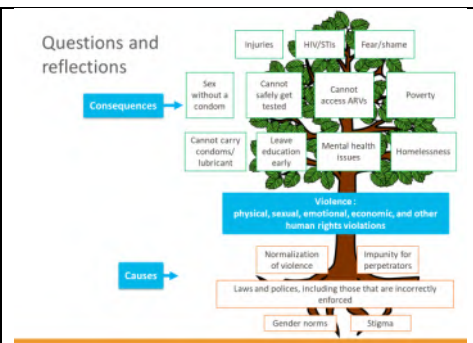 Questions and
reflections
Injuries
HIV/STIs
Fear/shame
Consequences
Sex
without a
condom
Cannot
safely get
tested
Cannot
access ARVs
Poverty
Cannot carry
condoms/
lubricant
Leave
education
early
Mental health
issues
Homelessness
Violence :
physical, sexual, emotional, economic, and other
human rights violations
Causes
Normalization
of violence
Impunity for
perpetrators
Laws and polices, including those that are incorrectly
enforced
Gender norms
Stigma